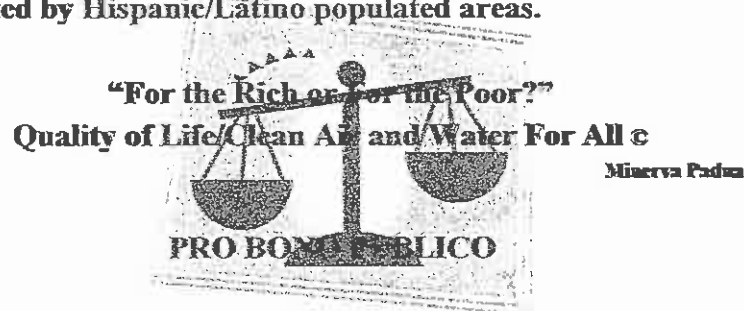 ted by Hispanic/Latino populated areas.
“For the Rich or For the Poor?”
Quality of Life/Clean Air and Water For All ©
Minerva Padua
PRO BONO PUBLICO